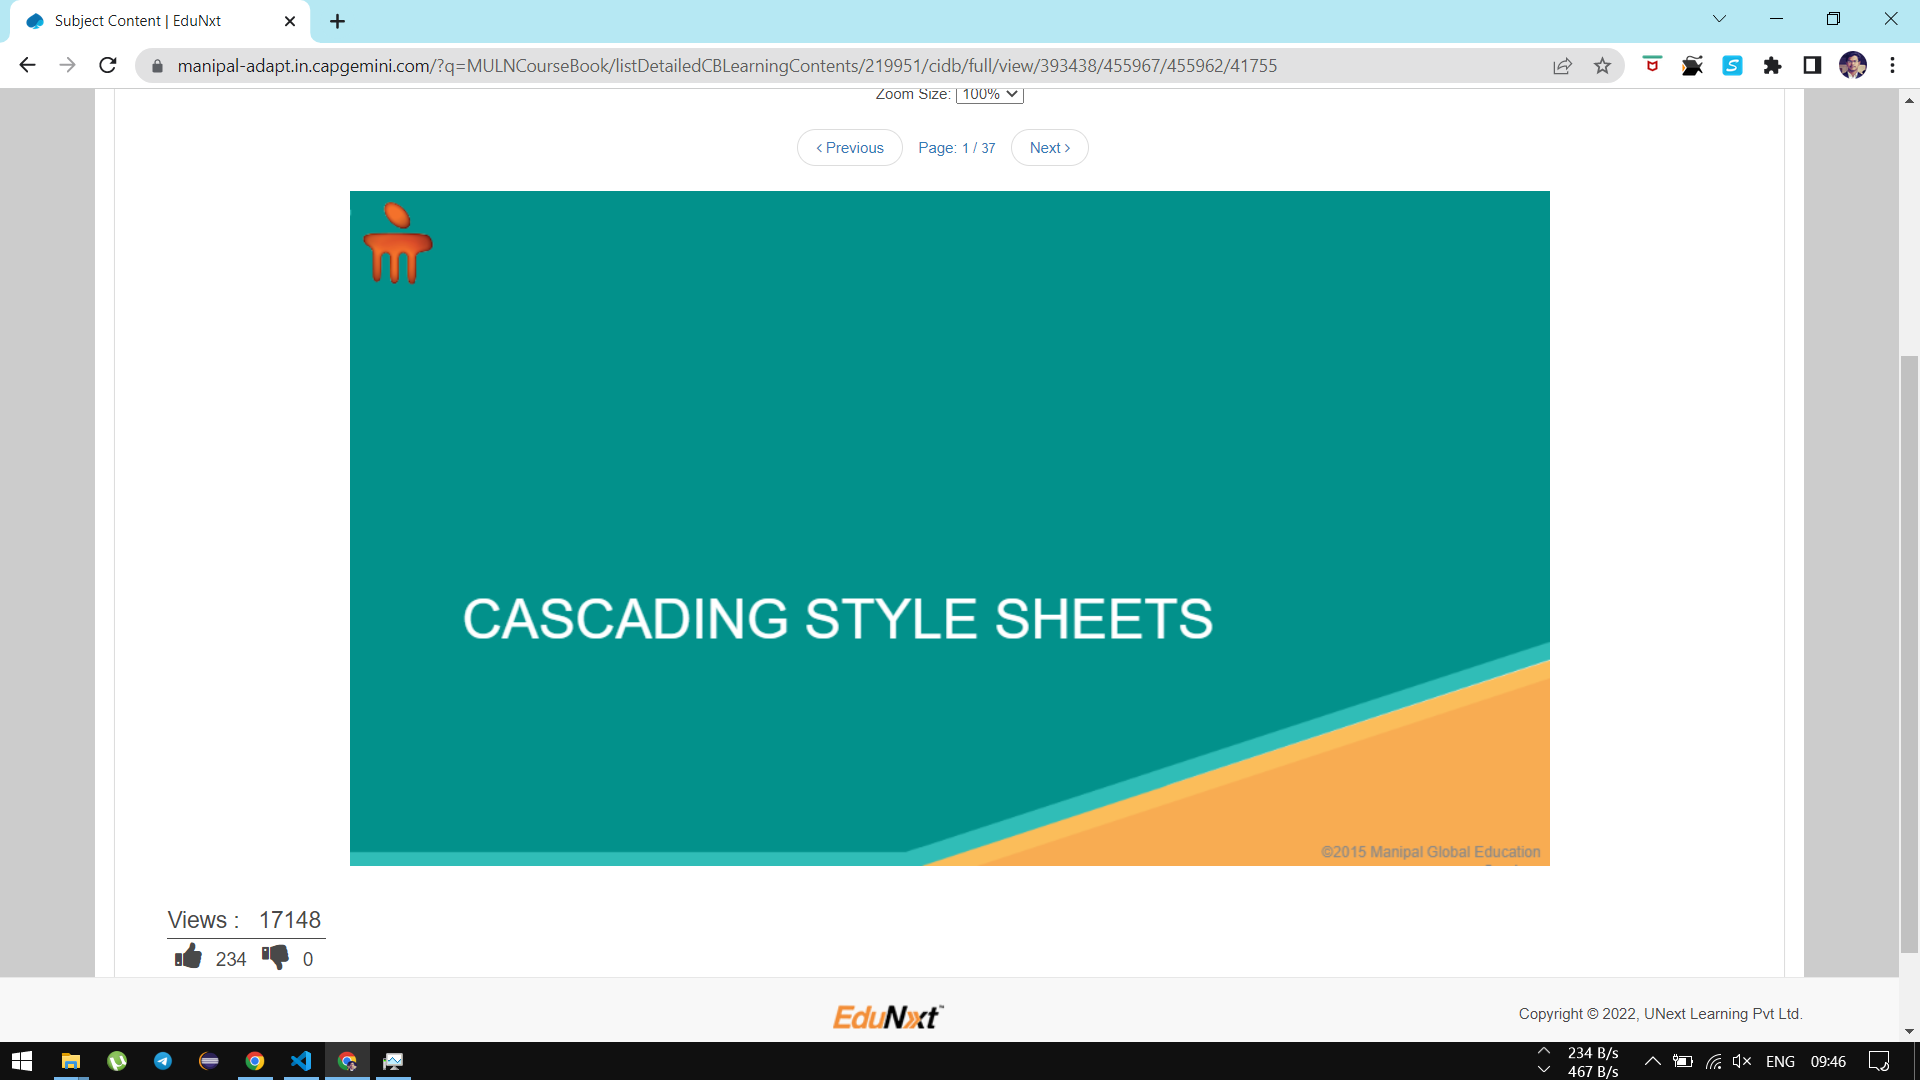 Subject Content | EduNxt
manipal-adapt.in.capgemini.com/?q=MULNCourseBook/listDetailedCBLearningContents/219951/cidb/full/view/393438/455967/455962/41755
Zoom Size: 100%
‹ Previous Page: 1 / 37 Next ›
CASCADING STYLE SHEETS
©2015 Manipal Global Education
Views : 17148
234 0
EduNxt™
Copyright © 2022, UNext Learning Pvt Ltd.
234 B/s
467 B/s
ENG 09:46